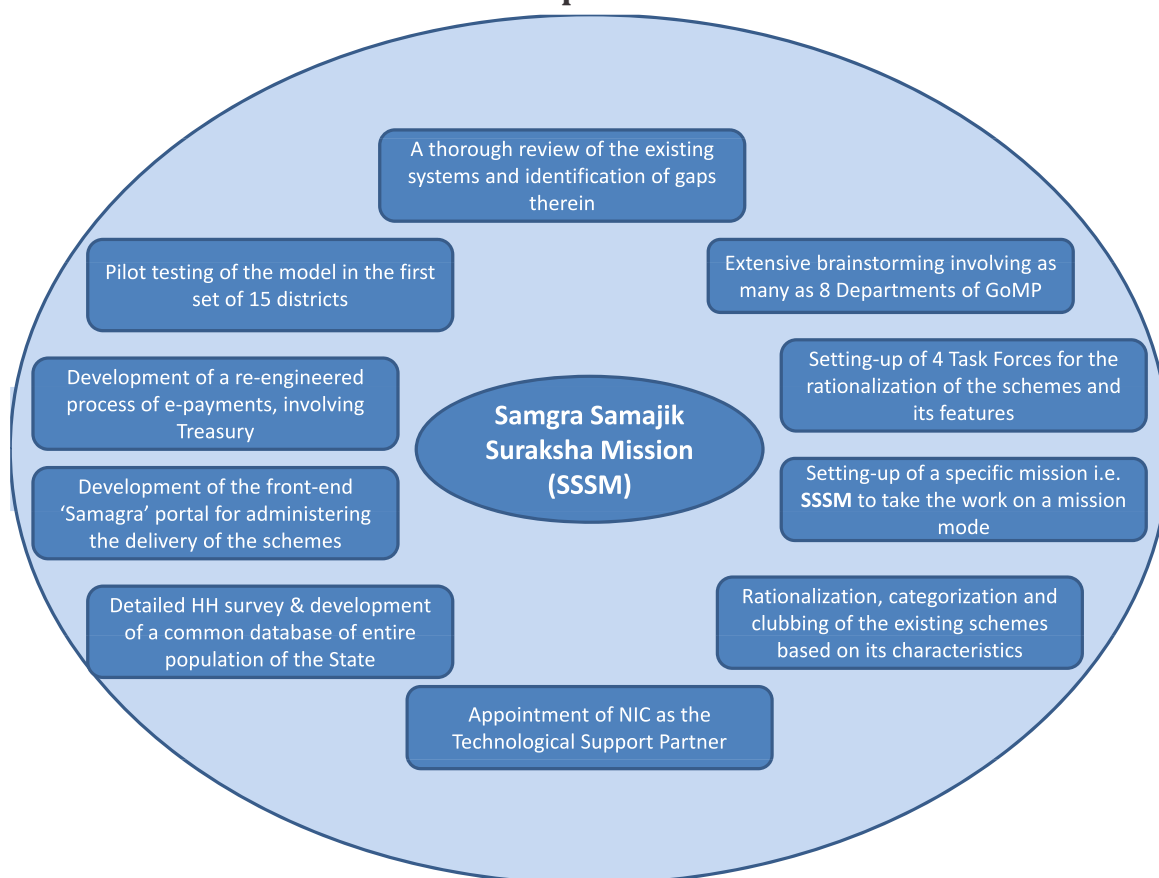 A thorough review of the existing
systems and identification of gaps
therein
Extensive brainstorming involving as
many as 8 Departments of GoMP
Setting-up of 4 Task Forces for the
rationalization of the schemes and
its features
Setting-up of a specific mission i.e.
SSSM to take the work on a mission
mode
Rationalization, categorization and
clubbing of the existing schemes
based on its characteristics
Appointment of NIC as the
Technological Support Partner
Detailed HH survey & development
of a common database of entire
population of the State
Development of the front-end
‘Samagra’ portal for administering
the delivery of the schemes
Development of a re-engineered
process of e-payments, involving
Treasury
Pilot testing of the model in the first
set of 15 districts
Samgra Samajik
Suraksha Mission
(SSSM)